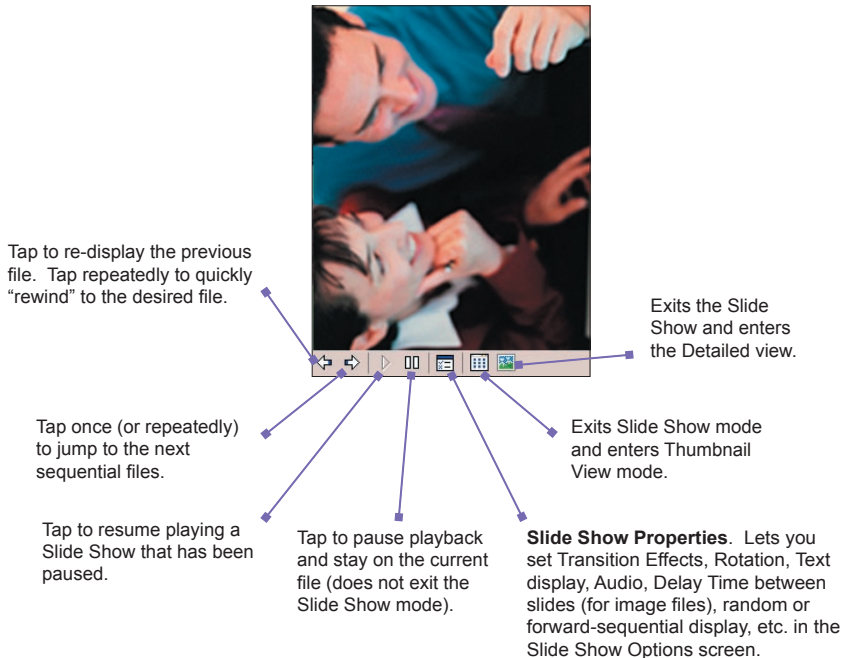 Tap to re-display the previous
file.  Tap repeatedly to quickly
“rewind” to the desired file.
Exits the Slide
Show and enters
the Detailed view.
Tap once (or repeatedly)
to jump to the next
sequential files.
Exits Slide Show mode
and enters Thumbnail
View mode.
Tap to resume playing a
Slide Show that has been
paused.
Tap to pause playback
and stay on the current
file (does not exit the
Slide Show mode).
Slide Show Properties.  Lets you
set Transition Effects, Rotation, Text
display, Audio, Delay Time between
slides (for image files), random or
forward-sequential display, etc. in the
Slide Show Options screen.